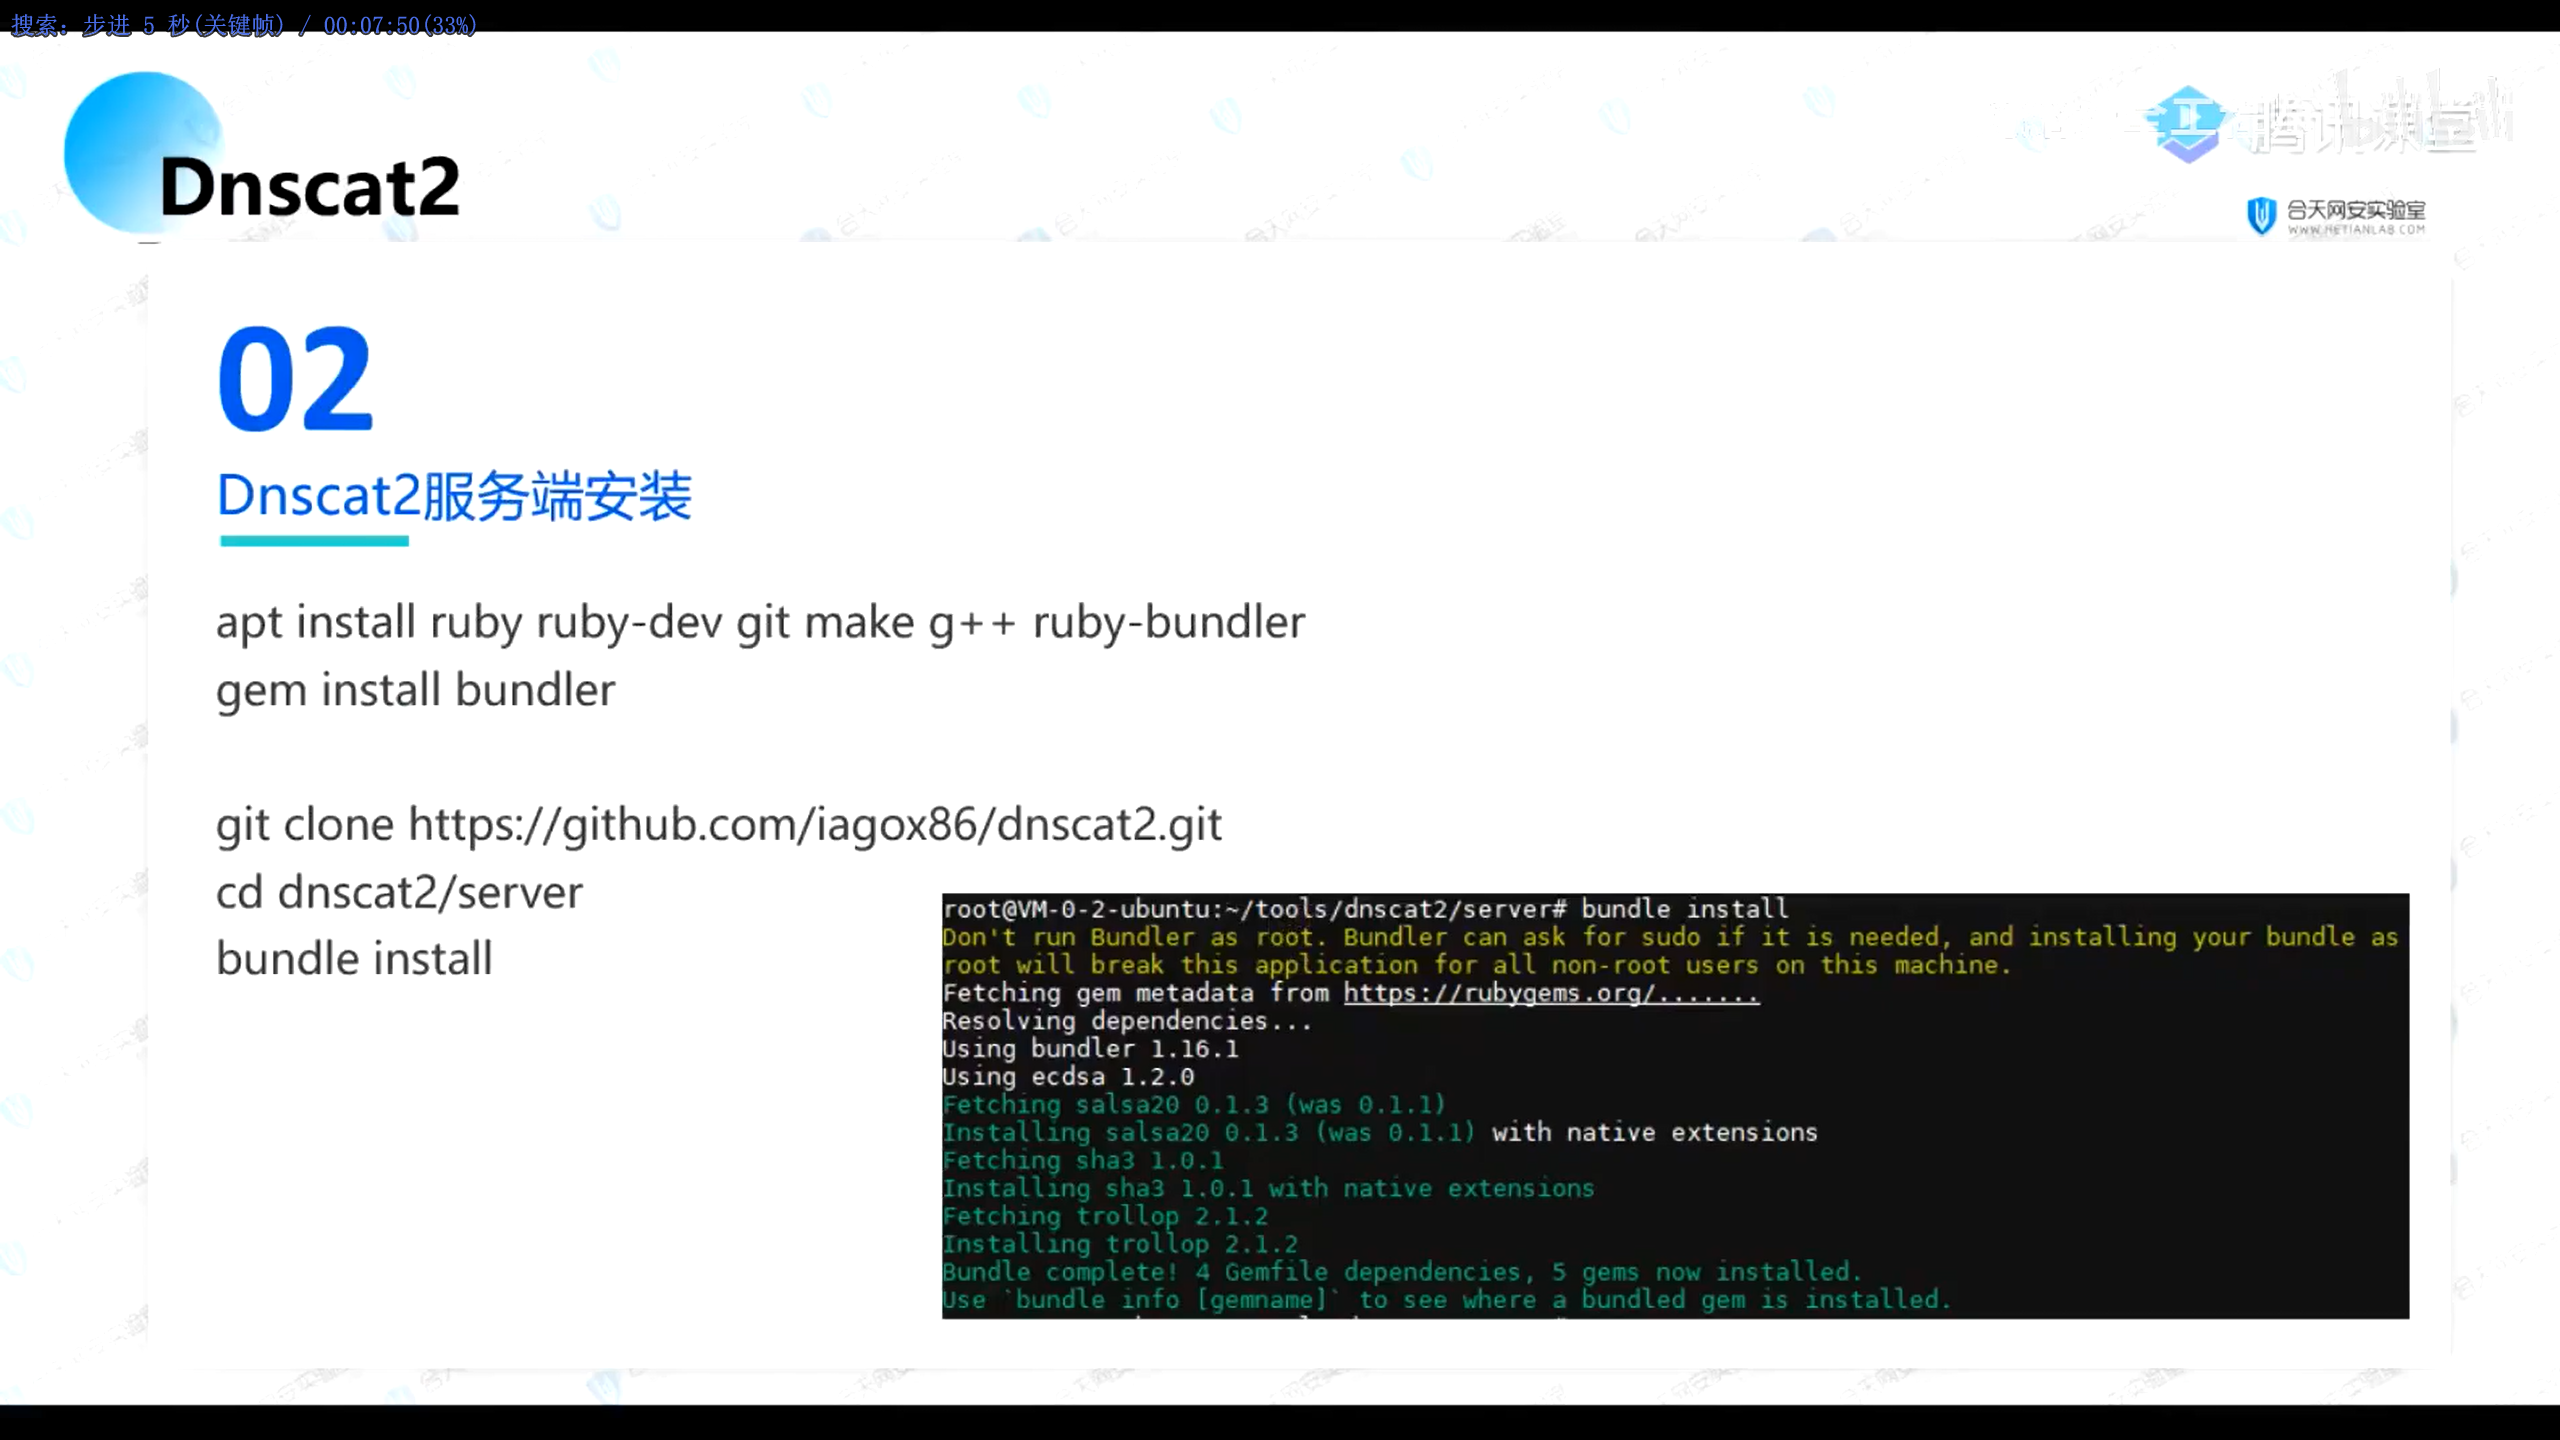 搜索: 步进 5 秒(关键帧) / 00:07:50(33%)
腾讯课堂
Dnscat2
合天网安实验室
WWW.HETIANLAB.COM
02
Dnscat2服务端安装
apt install ruby ruby-dev git make g++ ruby-bundler
gem install bundler
git clone https://github.com/iagox86/dnscat2.git
cd dnscat2/server
bundle install
root@VM-0-2-ubuntu:~/tools/dnscat2/server# bundle install
Don't run Bundler as root. Bundler can ask for sudo if it is needed, and installing your bundle as
root will break this application for all non-root users on this machine.
Fetching gem metadata from https://rubygems.org/.......
Resolving dependencies...
Using bundler 1.16.1
Using ecdsa 1.2.0
Fetching salsa20 0.1.3 (was 0.1.1)
Installing salsa20 0.1.3 (was 0.1.1) with native extensions
Fetching sha3 1.0.1
Installing sha3 1.0.1 with native extensions
Fetching trollop 2.1.2
Installing trollop 2.1.2
Bundle complete! 4 Gemfile dependencies, 5 gems now installed.
Use `bundle info [gemname]` to see where a bundled gem is installed.